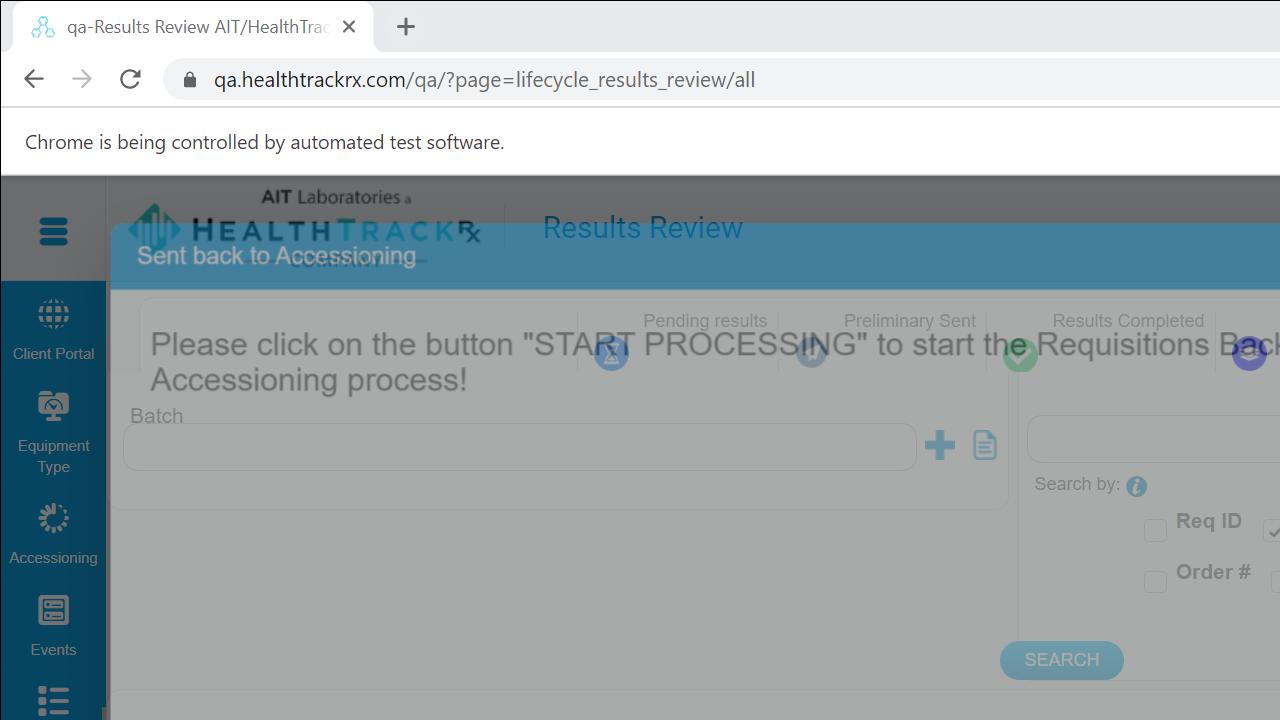 qa-Results Review AIT/HealthTrac
qa.healthtrackrx.com/qa/?page=lifecycle_results_review/all
Chrome is being controlled by automated test software.
AIT Laboratories a
HEALTHTRACKRx
COMPANY
Results Review
Sent back to Accessioning
Client Portal
Pending results
Preliminary Sent
Results Completed
Please click on the button "START PROCESSING" to start the Requisitions Back
Accessioning process!
Batch
Equipment
Type
Search by:
Req ID
Accessioning
Order #
Events
SEARCH